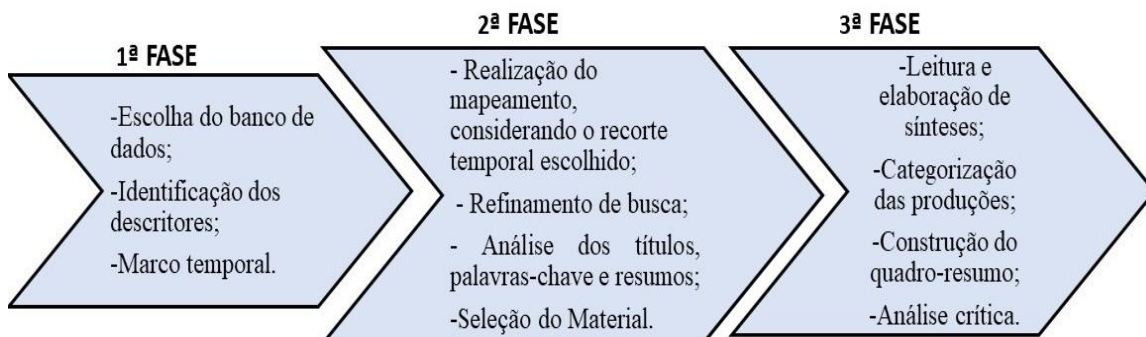 1ª FASE
-Escolha do banco de
dados;
-Identificação dos
descritores;
-Marco temporal.
2ª FASE
- Realização do
mapeamento,
considerando o recorte
temporal escolhido;
- Refinamento de busca;
- Análise dos títulos,
palavras-chave e resumos;
-Seleção do Material.
3ª FASE
-Leitura e
elaboração de
sínteses;
-Categorização
das produções;
-Construção do
quadro-resumo;
-Análise crítica.